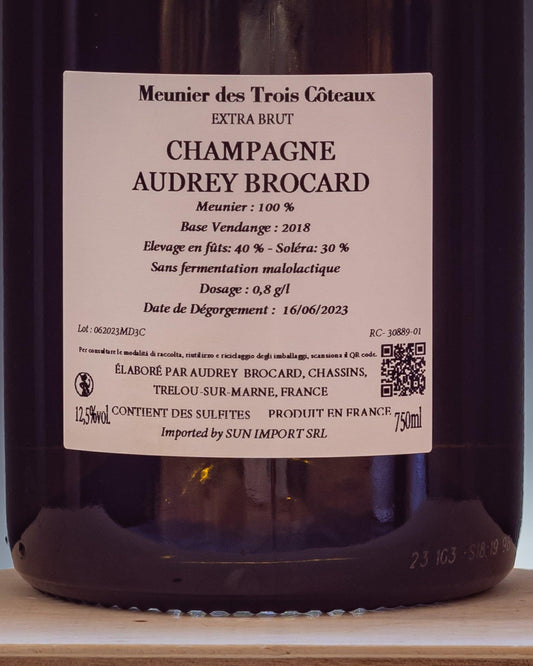 Meunier des Trois Côteaux
EXTRA BRUT
CHAMPAGNE
AUDREY BROCARD
Meunier : 100 %
Base Vendange : 2018
Elevage en fûts: 40 % - Soléra: 30 %
Sans fermentation malolactique
Dosage : 0,8 g/l
Date de Dégorgement : 16/06/2023
Lot : 062023MD3C
RC- 30889-01
Per consultare le modalità di raccolta, riutilizzo e riciclaggio degli imballaggi, scansiona il QR code.
ÉLABORÉ PAR AUDREY BROCARD, CHASSINS,
TRELOU-SUR-MARNE, FRANCE
12,5%vol. CONTIENT DES SULFITES PRODUIT EN FRANCE 750ml
Imported by SUN IMPORT SRL
23 103